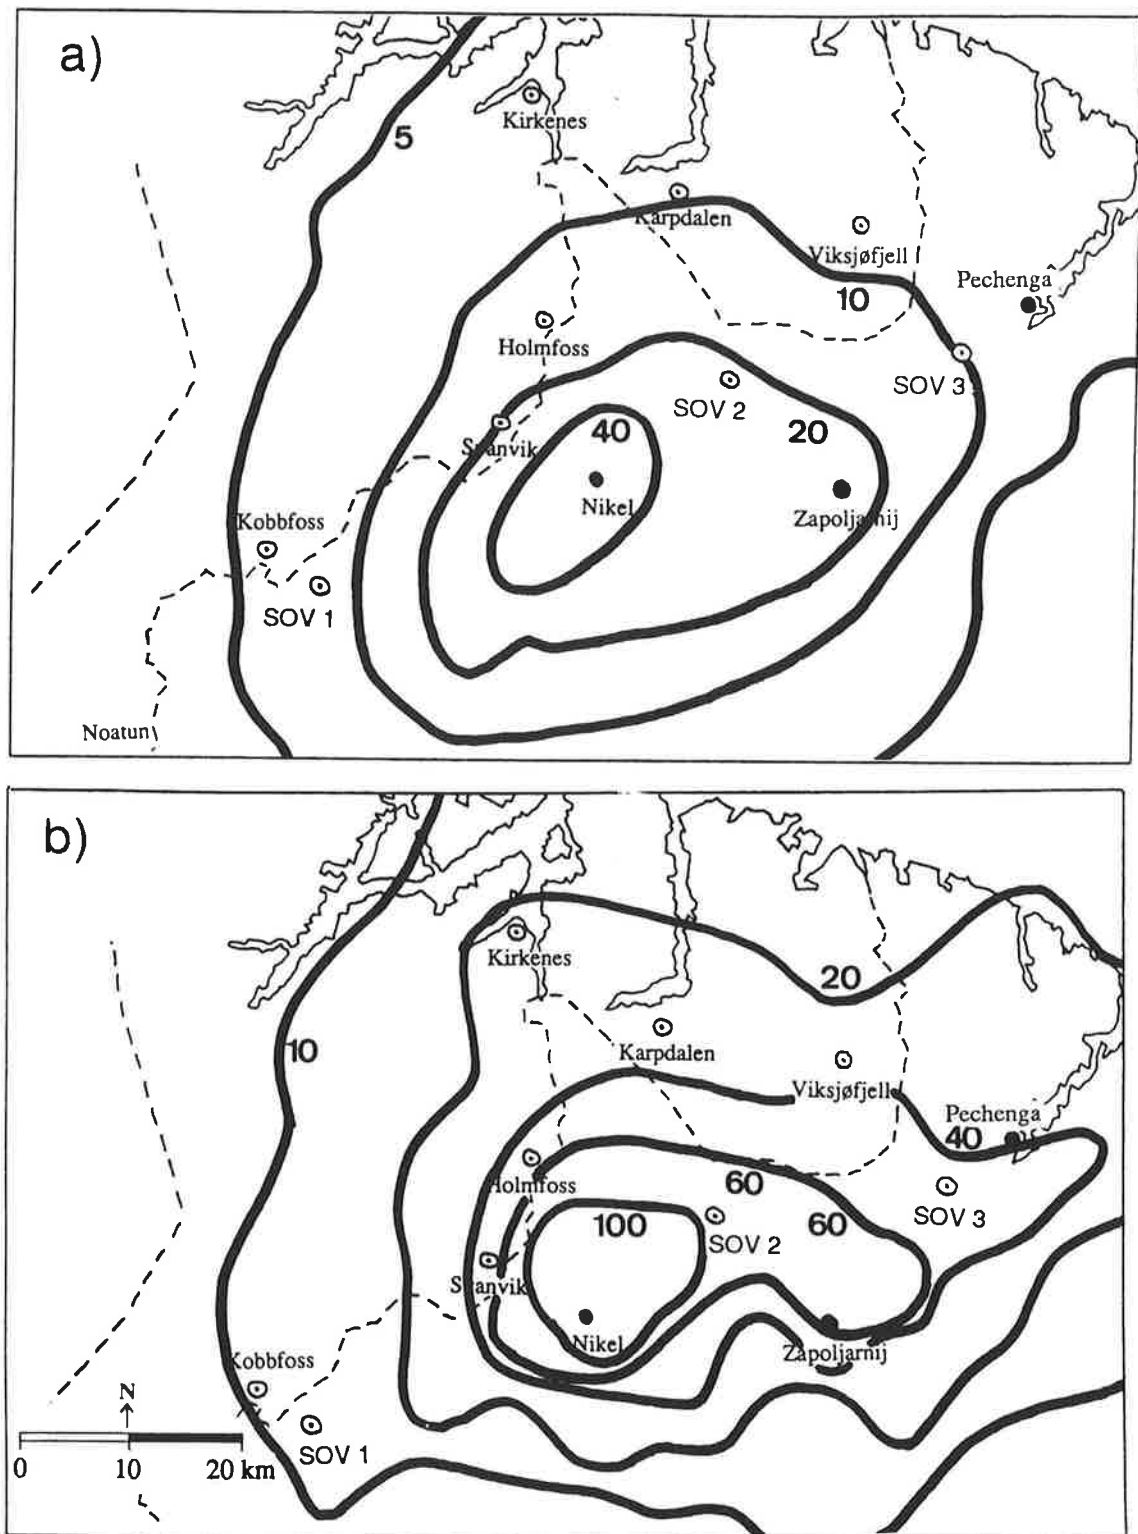 a)
5
Kirkenes
Karpdalen
Viksjøfjell
Pechenga
10
Holmfoss
SOV 3
SOV 2
40
20
Svanvik
Nikel
Zapoljarnij
Kobbfoss
SOV 1
Noatun
b)
Kirkenes
20
10
Karpdalen
Viksjøfjell
Pechenga
40
Holmfoss
60
SOV 3
100
60
SOV 2
Svanvik
Nikel
Zapoljarnij
Kobbfoss
N
SOV 1
0 10 20 km